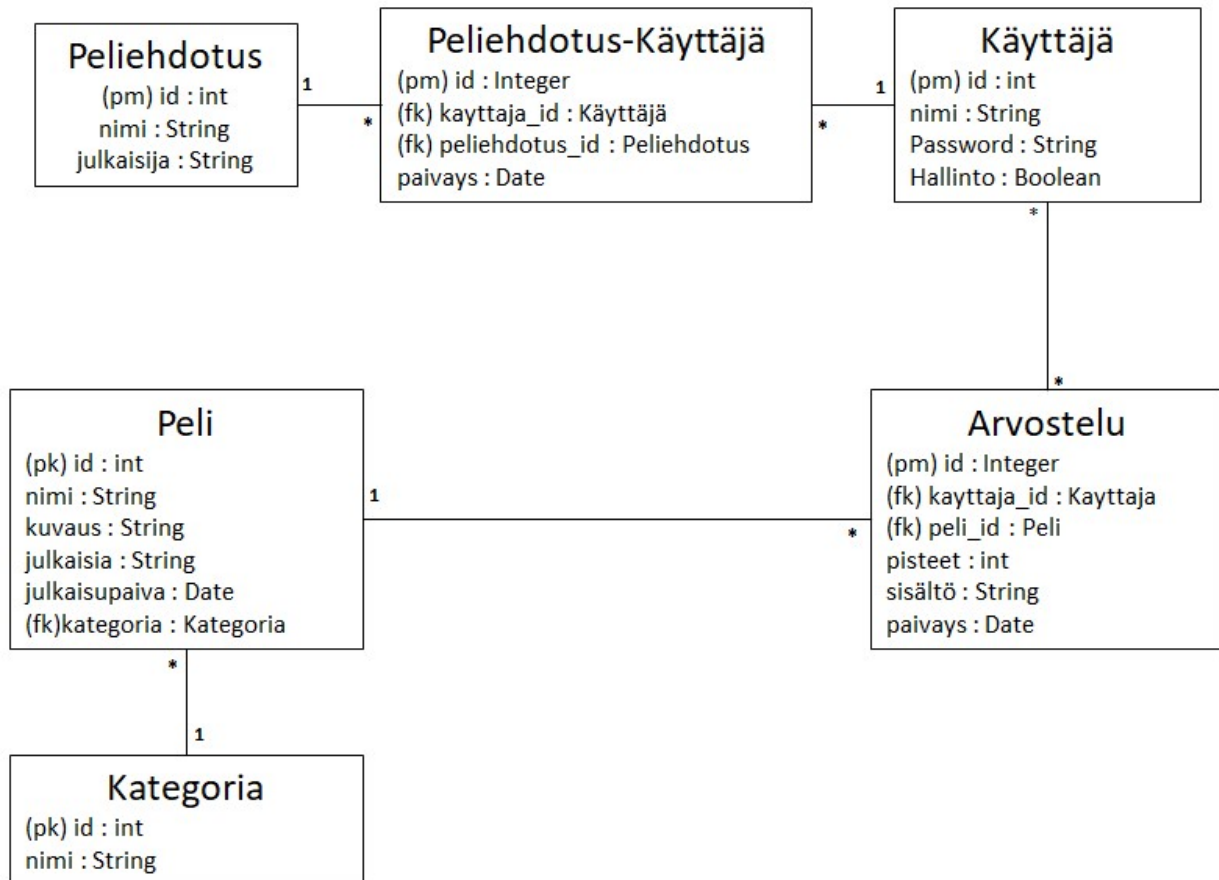 Peliehdotus
(pm) id : int
nimi : String
julkaisija : String
1
*
Peliehdotus-Käyttäjä
(pm) id : Integer
(fk) kayttaja_id : Käyttäjä
(fk) peliehdotus_id : Peliehdotus
paivays : Date
1
*
Käyttäjä
(pm) id : int
nimi : String
Password : String
Hallinto : Boolean
*
*
Peli
(pk) id : int
nimi : String
kuvaus : String
julkaisia : String
julkaisupaiva : Date
(fk)kategoria : Kategoria
1
*
Arvostelu
(pm) id : Integer
(fk) kayttaja_id : Kayttaja
(fk) peli_id : Peli
pisteet : int
sisältö : String
paivays : Date
*
1
Kategoria
(pk) id : int
nimi : String